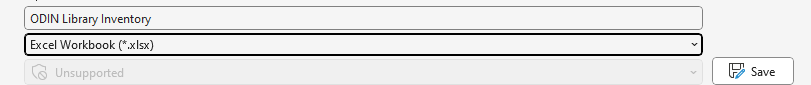 ODIN Library Inventory
Excel Workbook (*.xlsx)
Unsupported
Save